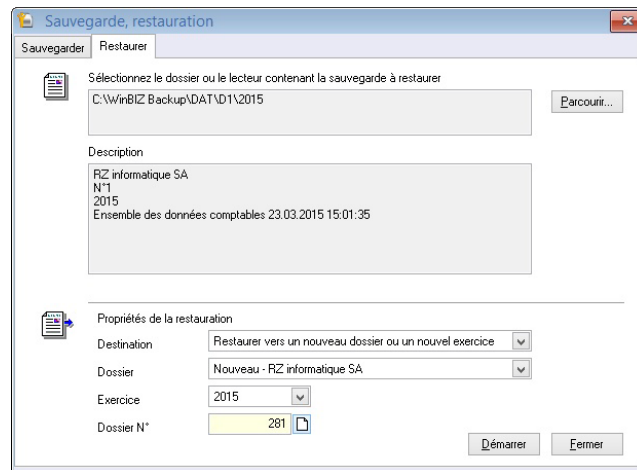 Sauvegarde, restauration
Sauvegarder Restaurer
Sélectionnez le dossier ou le lecteur contenant la sauvegarde à restaurer
C:\WinBIZ Backup\DAT\D1\2015
Parcourir...
Description
RZ informatique SA
N°1
2015
Ensemble des données comptables 23.03.2015 15:01:35
Propriétés de la restauration
Destination Restaurer vers un nouveau dossier ou un nouvel exercice
Dossier Nouveau - RZ informatique SA
Exercice 2015
Dossier N° 281
Démarrer Fermer